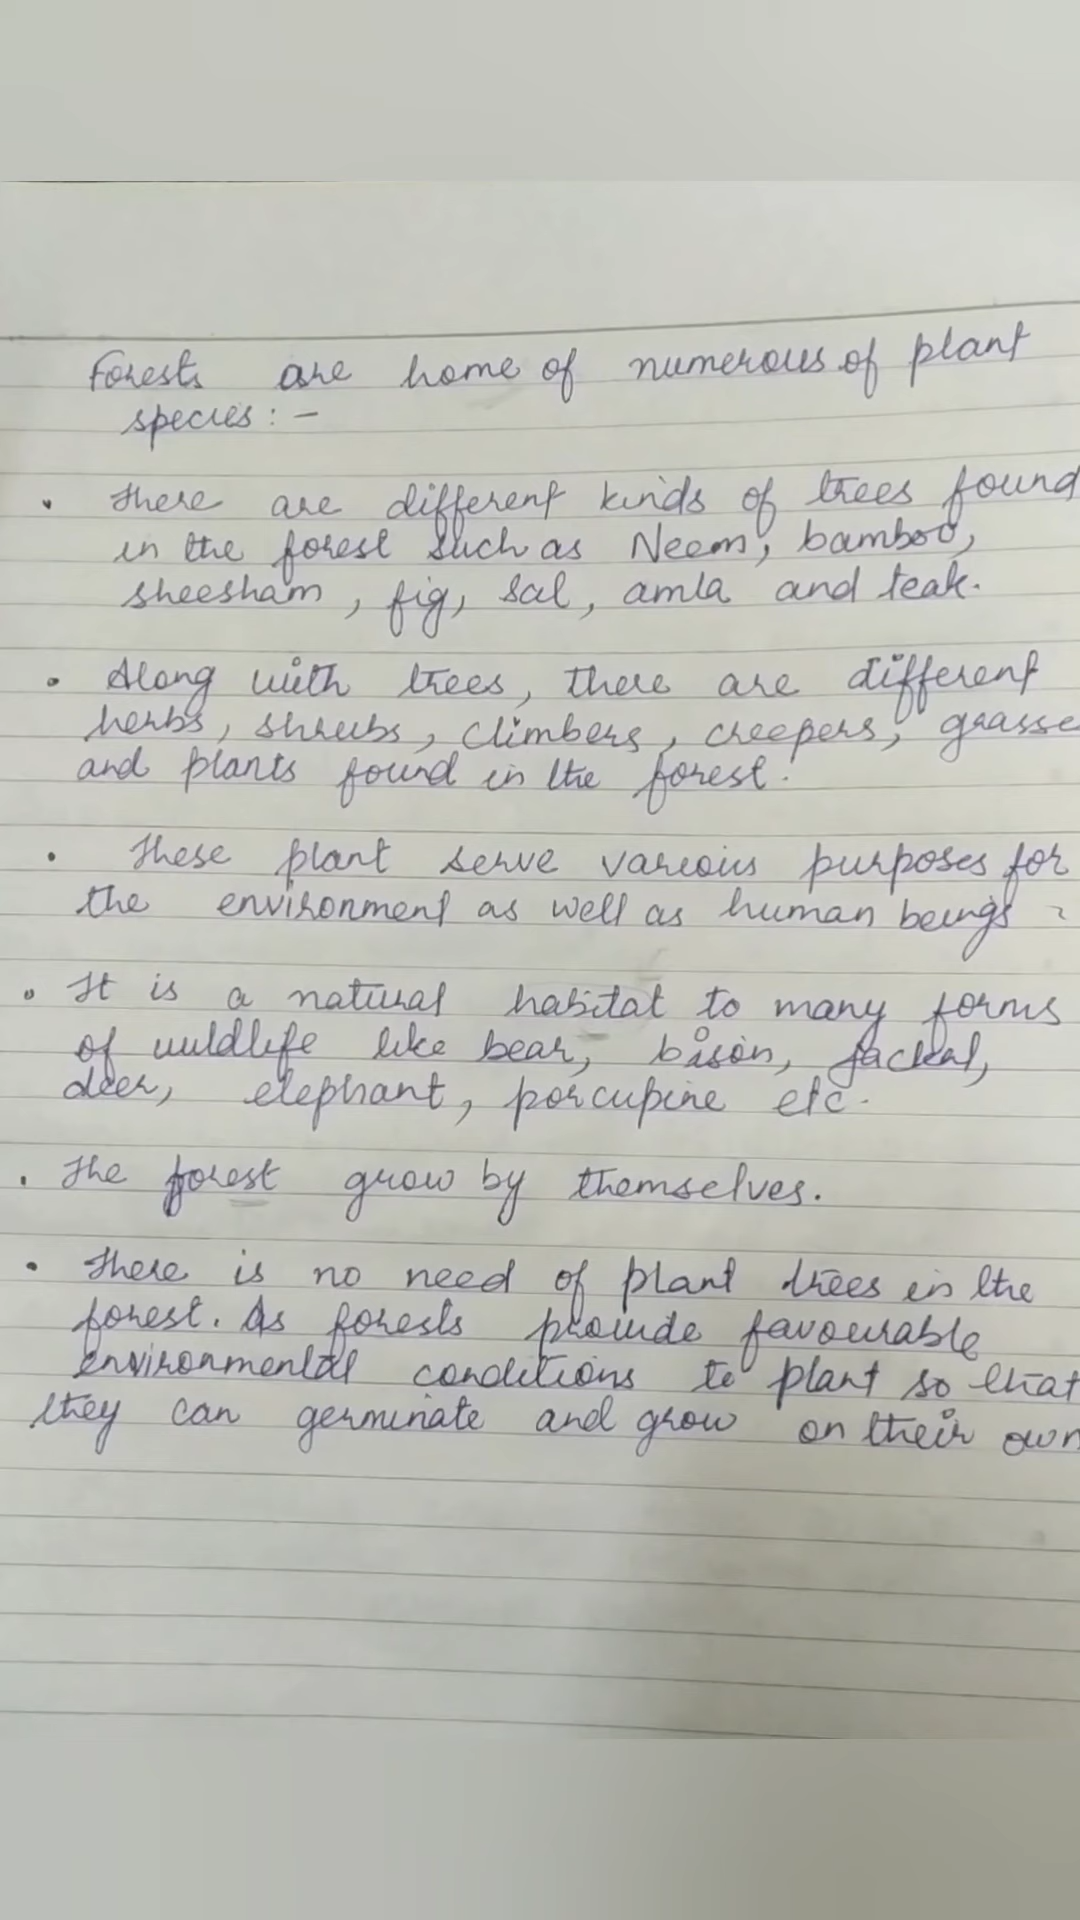 Forests are home of numerous of plant
species: -
• There are different kinds of trees found
in the forest such as Neem, bamboo,
sheesham, fig, sal, amla and teak.
• Along with trees, there are different
herbs, shrubs, climbers, creepers, grasse
and plants found in the forest.
• These plant serve various purposes for
the environment as well as human beings
• It is a natural habitat to many forms
of wildlife like bear, bison, jackal,
deer, elephant, porcupine etc.
• The forest grow by themselves.
• There is no need of plant trees in the
forest. As forests provide favourable
environmental conditions to plant so that
they can germinate and grow on their own